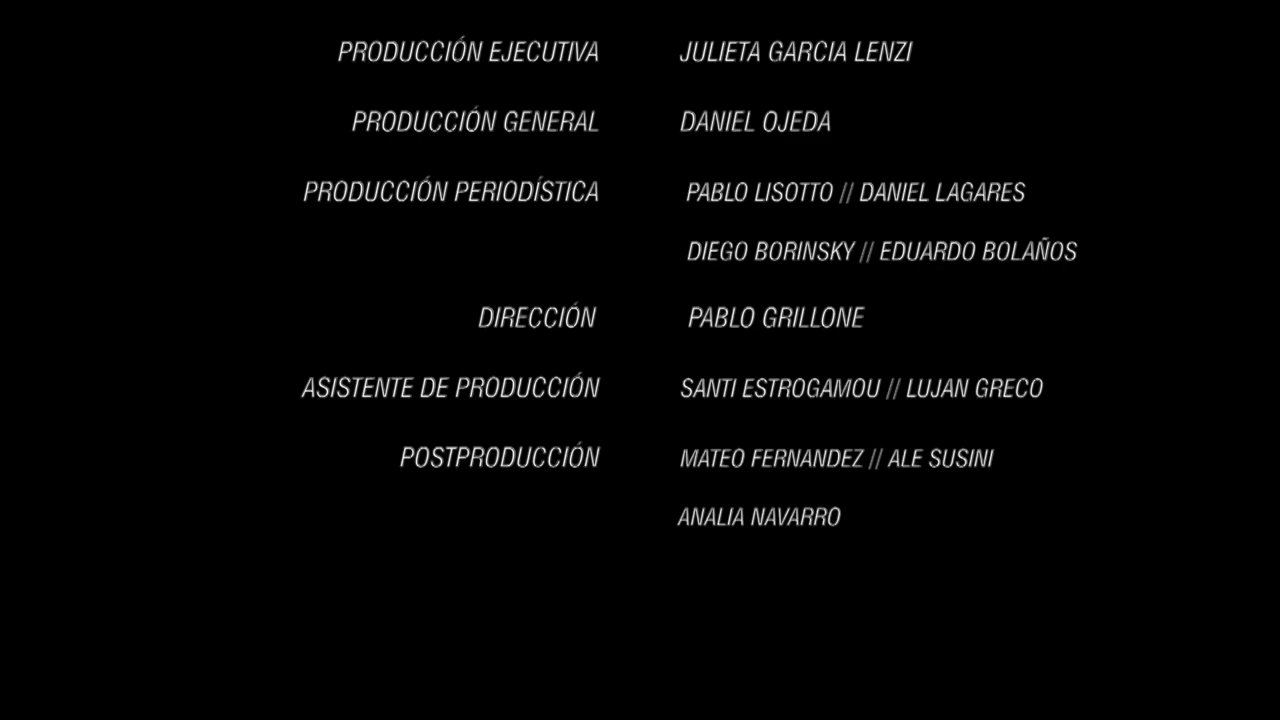 PRODUCCIÓN EJECUTIVA JULIETA GARCIA LENZI
PRODUCCIÓN GENERAL DANIEL OJEDA
PRODUCCIÓN PERIODÍSTICA PABLO LISOTTO // DANIEL LAGARES
DIEGO BORINSKY // EDUARDO BOLAÑOS
DIRECCIÓN PABLO GRILLONE
ASISTENTE DE PRODUCCIÓN SANTI ESTROGAMOU // LUJAN GRECO
POSTPRODUCCIÓN MATEO FERNANDEZ // ALE SUSINI
ANALIA NAVARRO